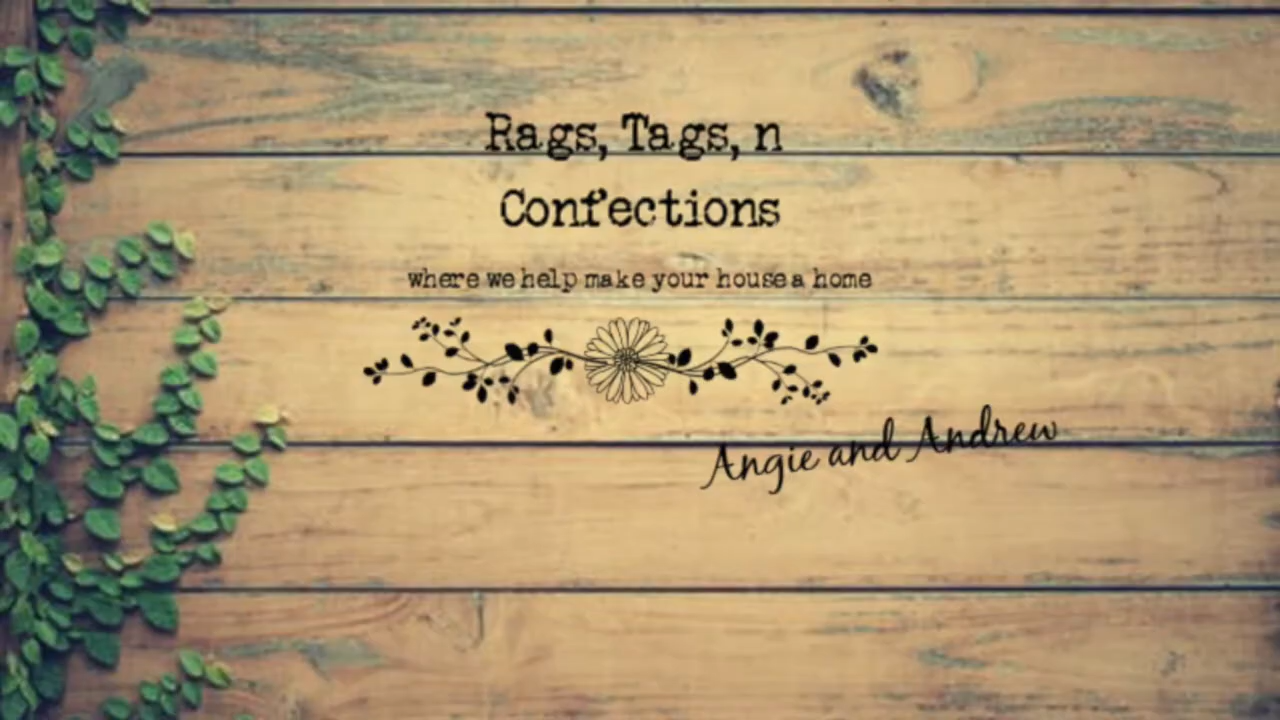 Rags, Tags, n
Confections
where we help make your house a home
Angie and Andrew